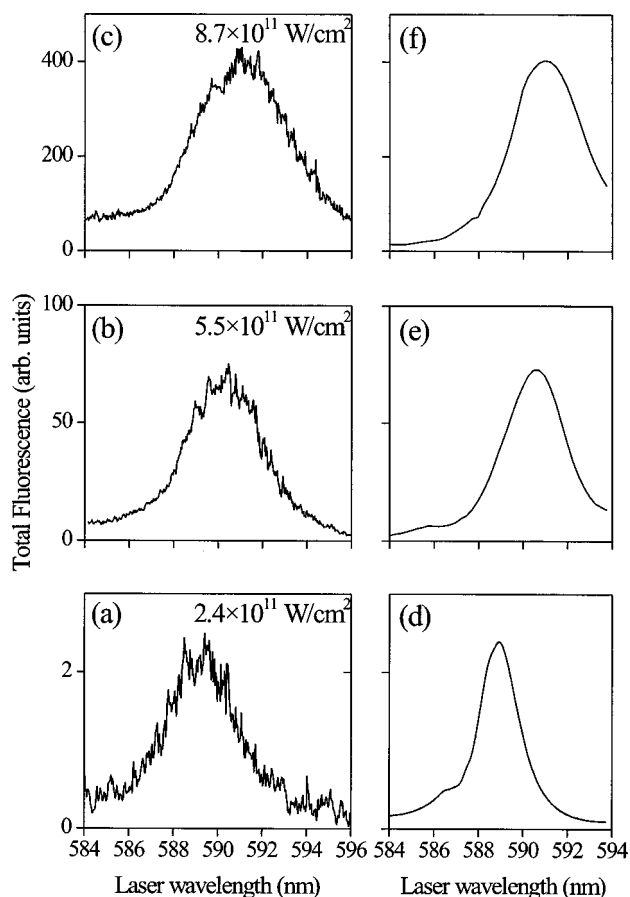 (c) 8.7×10¹¹ W/cm²
400
200
0
(f)
100
(b) 5.5×10¹¹ W/cm²
50
0
(e)
Total Fluorescence (arb. units)
(a) 2.4×10¹¹ W/cm²
2
0
(d)
584 586 588 590 592 594 596
584 586 588 590 592 594
Laser wavelength (nm)
Laser wavelength (nm)